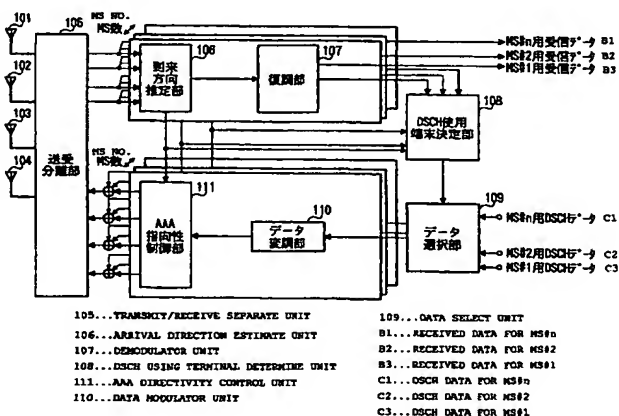 101
105
102
103
104
送受分離部
MS NO.
MS数
106
到来方向推定部
107
復調部
MS#n用受信データ B1
MS#2用受信データ B2
MS#1用受信データ B3
108
DSCH使用端末決定部
MS NO.
MS数
111
AAA指向性制御部
110
データ変調部
109
データ選択部
MS#n用DSCHデータ C1
MS#2用DSCHデータ C2
MS#1用DSCHデータ C3
105...TRANSMIT/RECEIVE SEPARATE UNIT
106...ARRIVAL DIRECTION ESTIMATE UNIT
107...DEMODULATOR UNIT
108...DSCH USING TERMINAL DETERMINE UNIT
111...AAA DIRECTIVITY CONTROL UNIT
110...DATA MODULATOR UNIT
109...DATA SELECT UNIT
B1...RECEIVED DATA FOR MS#n
B2...RECEIVED DATA FOR MS#2
B3...RECEIVED DATA FOR MS#1
C1...DSCH DATA FOR MS#n
C2...DSCH DATA FOR MS#2
C3...DSCH DATA FOR MS#1